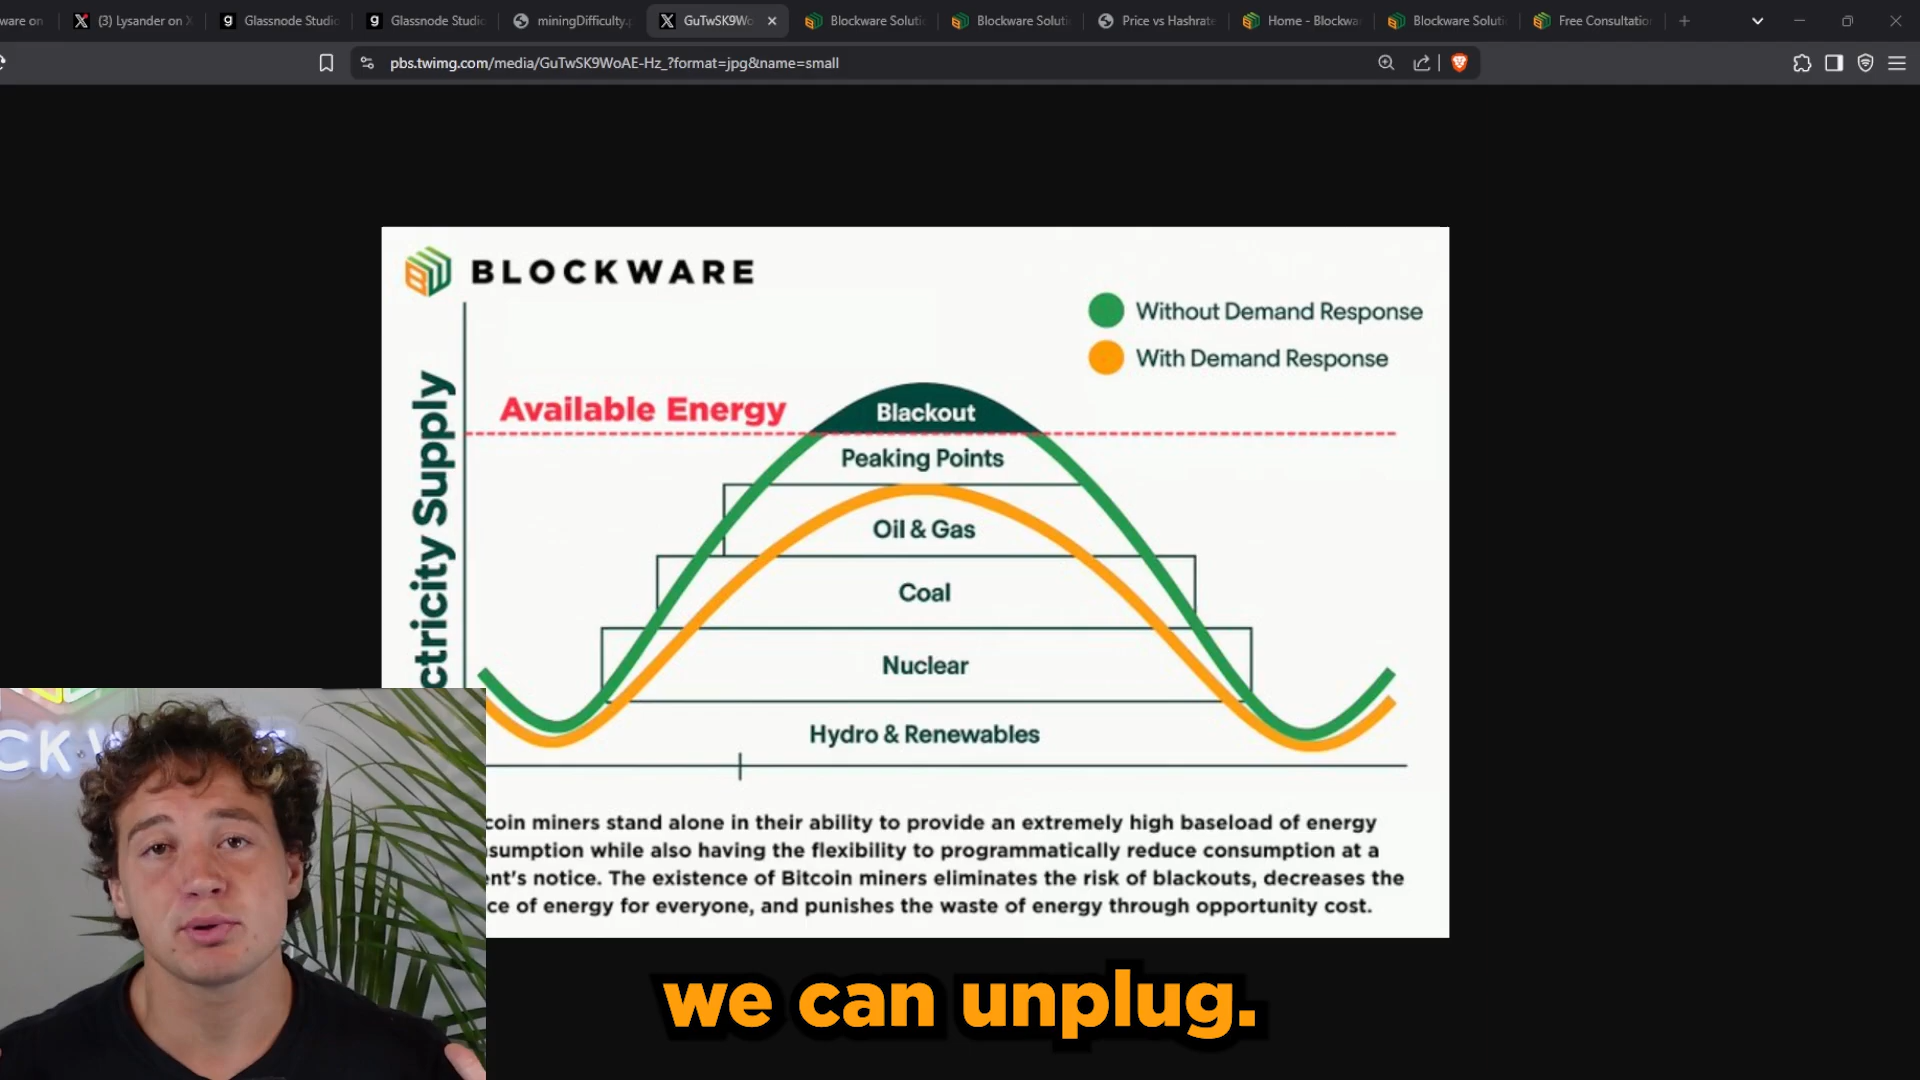 ware on
(3) Lysander on X
Glassnode Studio
Glassnode Studio
miningDifficulty.p
GuTwSK9Wo
Blockware Soluti
Blockware Soluti
Price vs Hashrate
Home - Blockwa
Blockware Soluti
Free Consultation
pbs.twimg.com/media/GuTwSK9WoAE-Hz_?format=jpg&name=small
BLOCKWARE
Without Demand Response
With Demand Response
Available Energy
Blackout
Peaking Points
Oil & Gas
Coal
Nuclear
Hydro & Renewables
ctricity Supply
coin miners stand alone in their ability to provide an extremely high baseload of energy
sumption while also having the flexibility to programmatically reduce consumption at a
ent's notice. The existence of Bitcoin miners eliminates the risk of blackouts, decreases the
ce of energy for everyone, and punishes the waste of energy through opportunity cost.
CK
we can unplug.